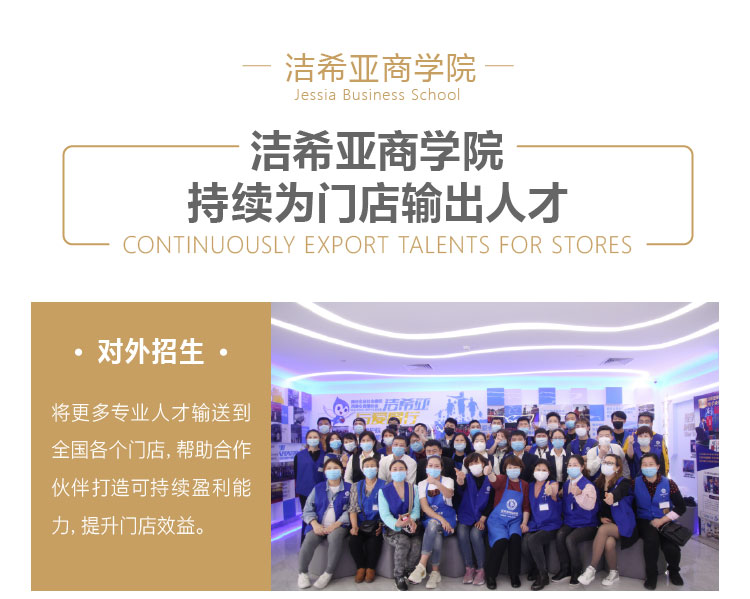 洁希亚商学院
Jessia Business School
洁希亚商学院
持续为门店输出人才
CONTINUOUSLY EXPORT TALENTS FOR STORES
• 对外招生 •
将更多专业人才输送到
全国各个门店, 帮助合作
伙伴打造可持续盈利能
力, 提升门店效益。
洁希亚